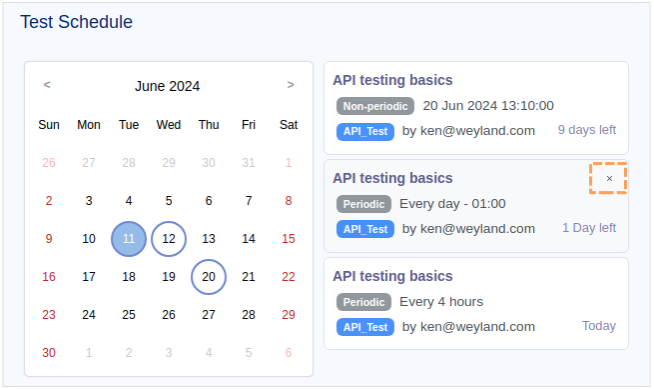 Test Schedule
< June 2024 >
Sun Mon Tue Wed Thu Fri Sat
26 27 28 29 30 31 1
2 3 4 5 6 7 8
9 10 11 12 13 14 15
16 17 18 19 20 21 22
23 24 25 26 27 28 29
30 1 2 3 4 5 6
API testing basics
Non-periodic 20 Jun 2024 13:10:00
API_Test by ken@weyland.com 9 days left
API testing basics ×
Periodic Every day - 01:00
API_Test by ken@weyland.com 1 Day left
API testing basics
Periodic Every 4 hours
API_Test by ken@weyland.com Today